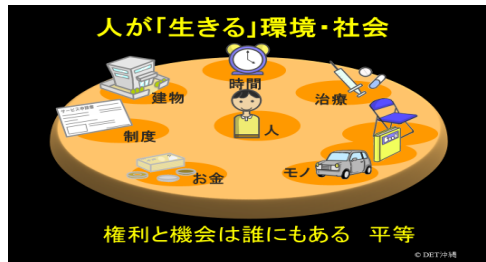 人が「生きる」環境・社会
時間
建物
治療
人
制度
お金
モノ
権利と機会は誰にもある 平等
© DET沖縄